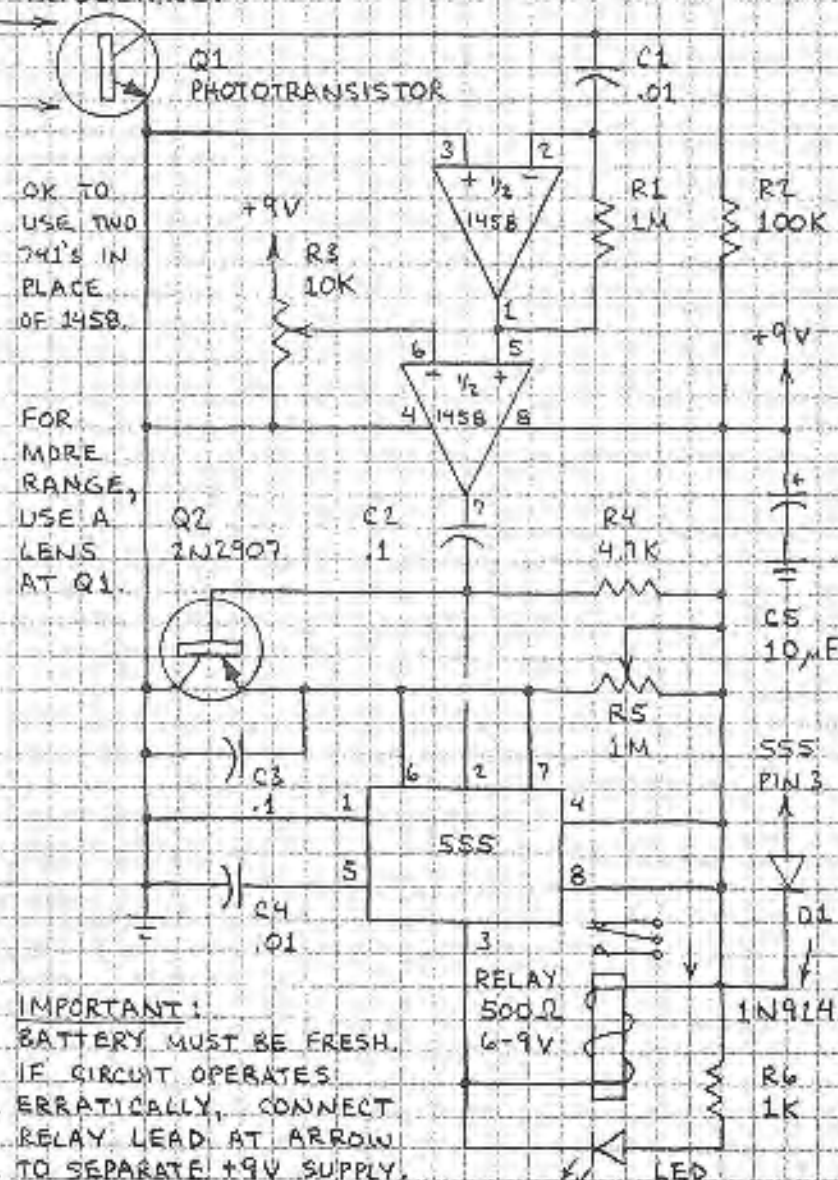 Q1
PHOTOTRANSISTOR
C1
.01
3
2
+
-
1/2
1458
OK TO
USE TWO
741'S IN
PLACE
OF 1458.
+9V
R3
10K
R1
1M
R2
100K
1
6
5
-
+
1/2
1458
4
8
+9V
FOR
MORE
RANGE,
USE A
LENS
AT Q1.
7
Q2
2N2907
C2
.1
R4
4.7K
+
C5
10µF
R5
1M
C3
.1
6
2
7
555
PIN 3
1
4
555
5
8
C4
.01
3
D1
RELAY
500Ω
6-9V
1N914
IMPORTANT:
BATTERY MUST BE FRESH.
IF CIRCUIT OPERATES
ERRATICALLY, CONNECT
RELAY LEAD AT ARROW
TO SEPARATE +9V SUPPLY.
R6
1K
LED